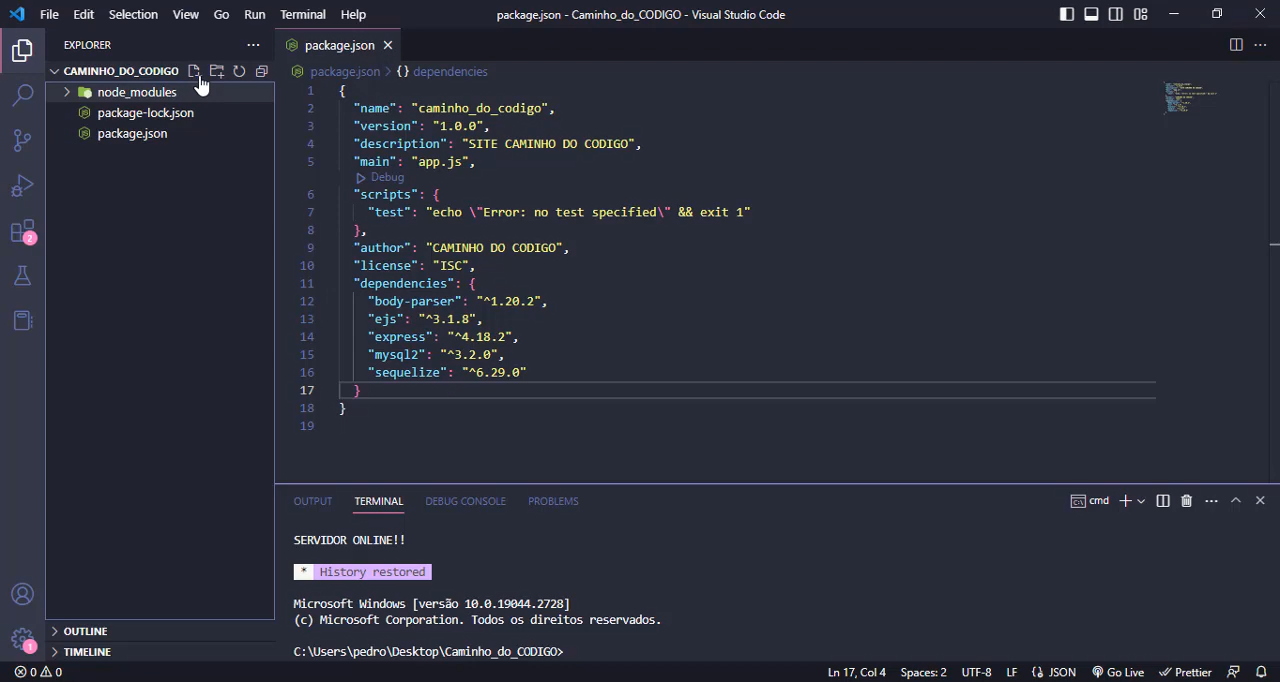 File Edit Selection View Go Run Terminal Help package.json - Caminho_do_CODIGO - Visual Studio Code
EXPLORER
CAMINHO_DO_CODIGO
node_modules
package-lock.json
package.json
2
1
OUTLINE
TIMELINE
package.json
package.json > {} dependencies
1 {
2 "name": "caminho_do_codigo",
3 "version": "1.0.0",
4 "description": "SITE CAMINHO DO CODIGO",
5 "main": "app.js",
Debug
6 "scripts": {
7 "test": "echo \"Error: no test specified\" && exit 1"
8 },
9 "author": "CAMINHO DO CODIGO",
10 "license": "ISC",
11 "dependencies": {
12 "body-parser": "^1.20.2",
13 "ejs": "^3.1.8",
14 "express": "^4.18.2",
15 "mysql2": "^3.2.0",
16 "sequelize": "^6.29.0"
17 }
18 }
19
OUTPUT TERMINAL DEBUG CONSOLE PROBLEMS cmd
SERVIDOR ONLINE!!
* History restored
Microsoft Windows [versão 10.0.19044.2728]
(c) Microsoft Corporation. Todos os direitos reservados.
C:\Users\pedro\Desktop\Caminho_do_CODIGO>
0 0 Ln 17, Col 4 Spaces: 2 UTF-8 LF {} JSON Go Live Prettier